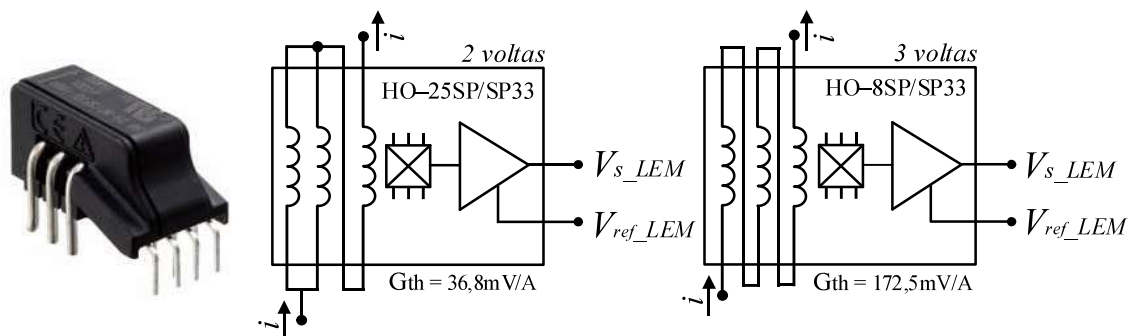 2 voltas
HO–25SP/SP33
V_s_LEM
V_ref_LEM
Gth = 36,8mV/A
i
i
3 voltas
HO–8SP/SP33
V_s_LEM
V_ref_LEM
Gth = 172,5mV/A
i
i
CE